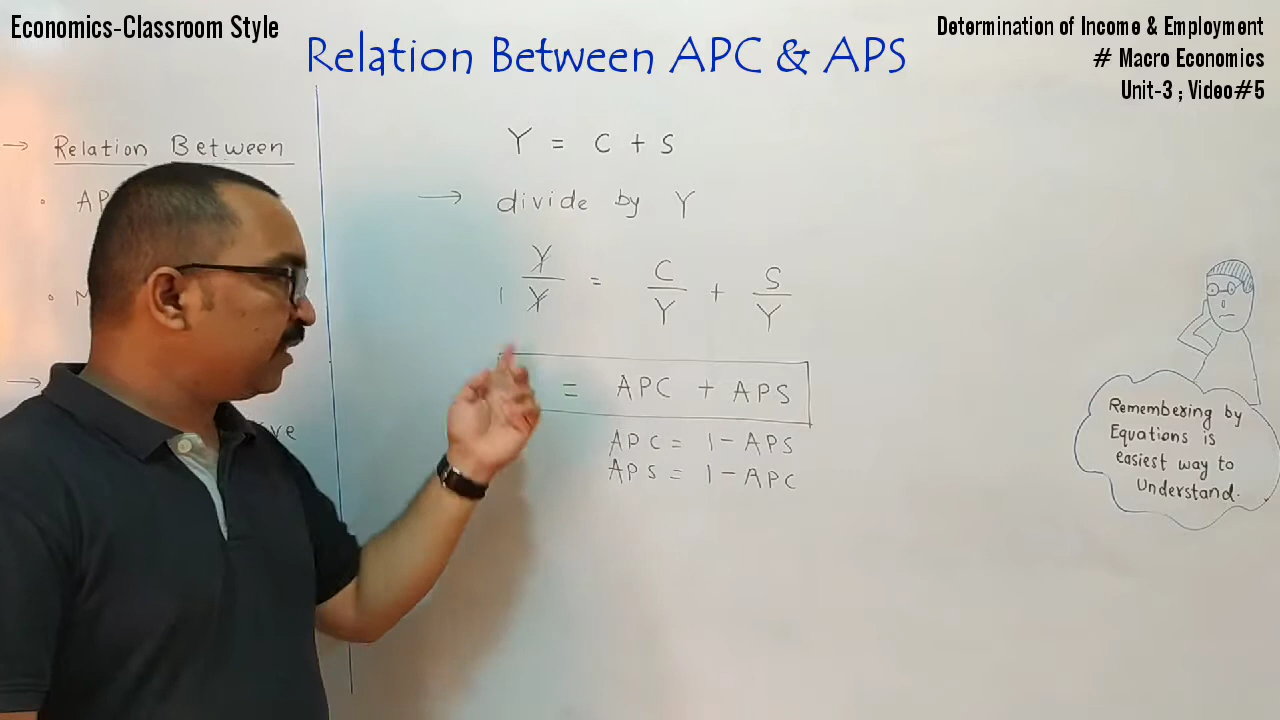 Economics-Classroom Style
Determination of Income & Employment
# Macro Economics
Unit-3 ; Video#5
Relation Between APC & APS
→ Relation Between
• AP
• M
→
ve
Y = C + S
→ divide by Y
1 Y/Y = C/Y + S/Y
= APC + APS
APC = 1 - APS
APS = 1 - APC
Remembering by
Equations is
easiest way to
Understand.